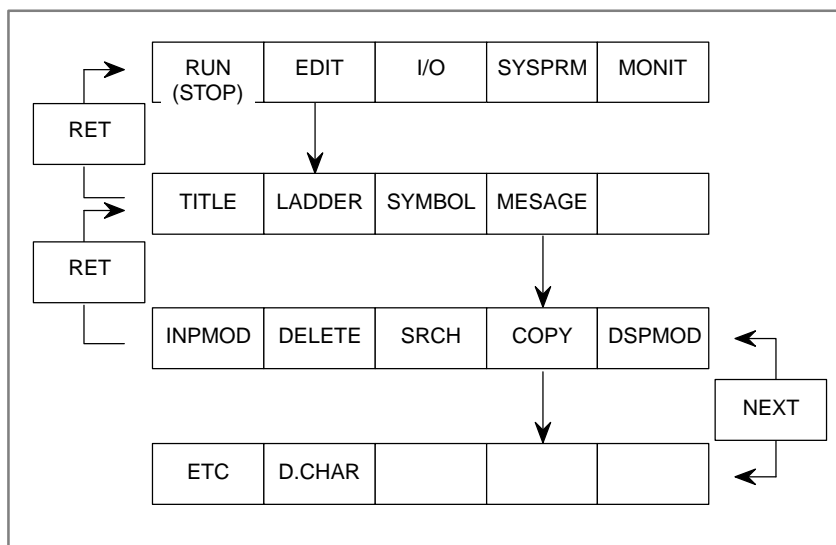 RUN
(STOP)
EDIT
I/O
SYSPRM
MONIT
RET
TITLE
LADDER
SYMBOL
MESAGE
RET
INPMOD
DELETE
SRCH
COPY
DSPMOD
NEXT
ETC
D.CHAR